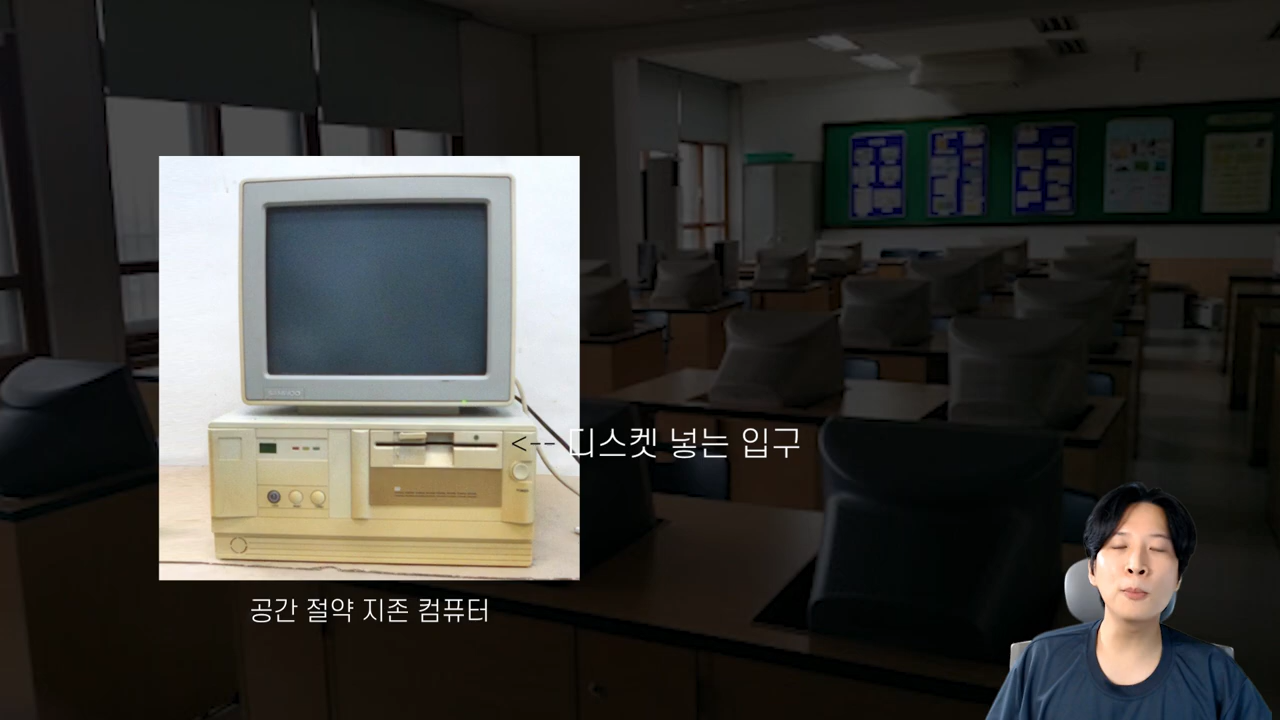 <-- 디스켓 넣는 입구
공간 절약 지존 컴퓨터